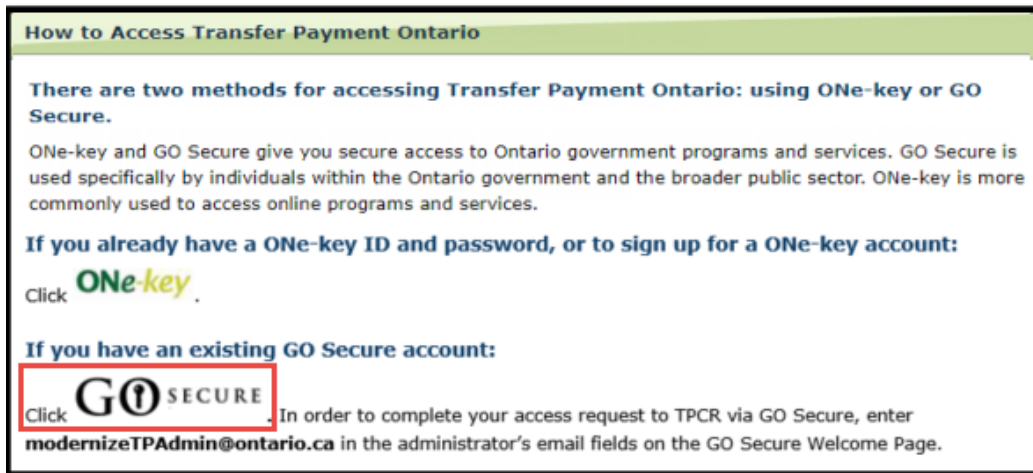 How to Access Transfer Payment Ontario
There are two methods for accessing Transfer Payment Ontario: using ONe-key or GO
Secure.
ONe-key and GO Secure give you secure access to Ontario government programs and services. GO Secure is
used specifically by individuals within the Ontario government and the broader public sector. ONe-key is more
commonly used to access online programs and services.
If you already have a ONe-key ID and password, or to sign up for a ONe-key account:
Click ONe-key .
If you have an existing GO Secure account:
Click GO SECURE . In order to complete your access request to TPCR via GO Secure, enter
modernizeTPAdmin@ontario.ca in the administrator's email fields on the GO Secure Welcome Page.